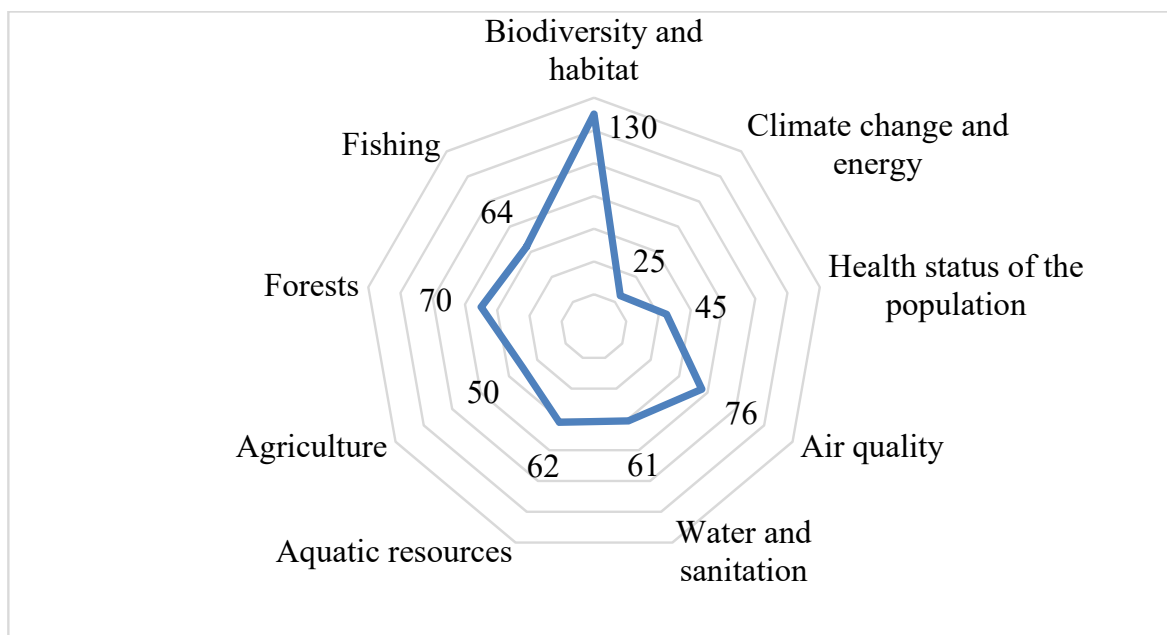 Biodiversity and
habitat
130
Climate change and
energy
25
Health status of the
population
45
Air quality
76
Water and
sanitation
61
Aquatic resources
62
Agriculture
50
Forests
70
Fishing
64